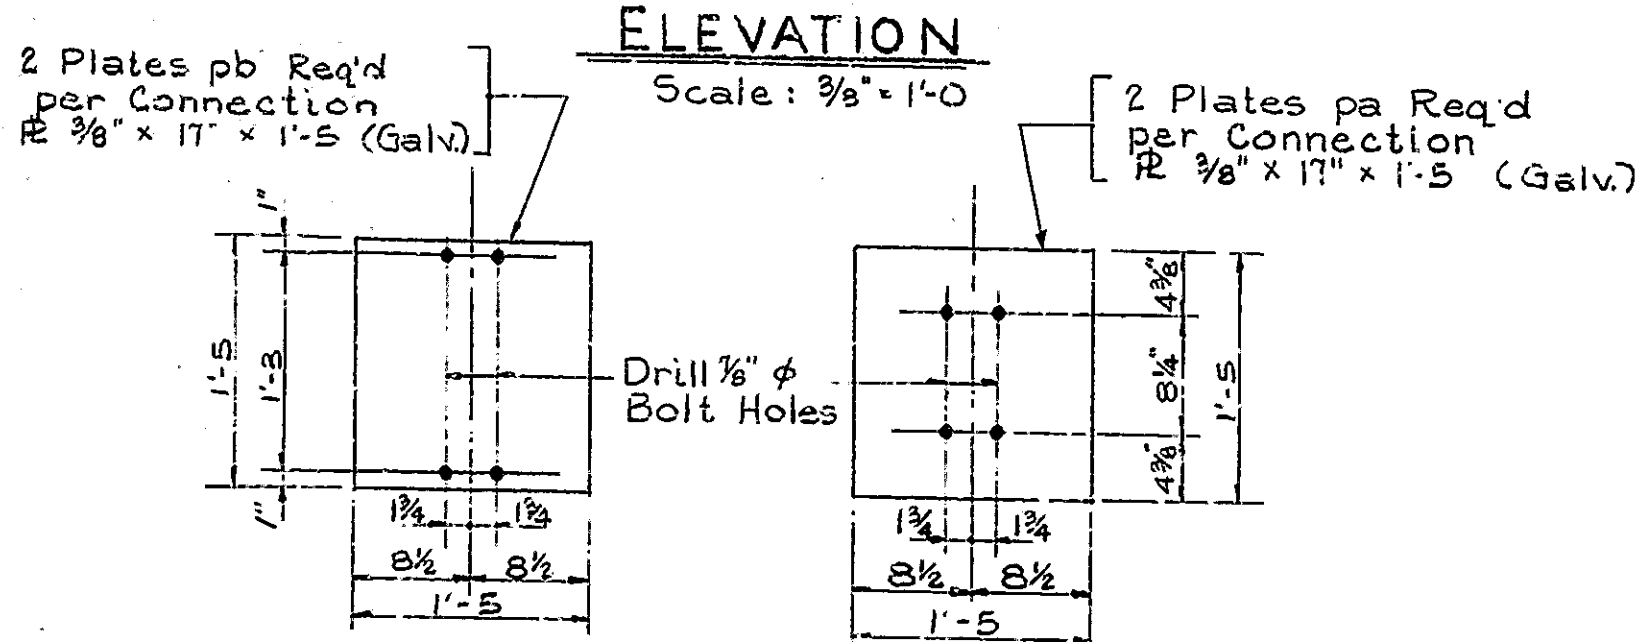 ELEVATION
Scale: 3/8" = 1'-0
2 Plates pb Req'd
per Connection
PL 3/8" x 17" x 1'-5 (Galv.)
2 Plates pa Req'd
per Connection
PL 3/8" x 17" x 1'-5 (Galv.)
1"
1'-5
1'-3
1"
1 3/4
1 3/4
8 1/2
8 1/2
1'-5
Drill 7/8" ϕ
Bolt Holes
4 3/8"
8 1/4"
4 3/8"
1'-5
1 3/4
1 3/4
8 1/2
8 1/2
1'-5